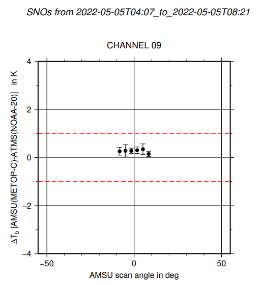 SNOs from 2022-05-05T04:07_to_2022-05-05T08:21
CHANNEL 09
ΔTb [AMSU(METOP-C)-ATMS(NOAA-20)] in K
4
2
0
−2
−4
−50
0
50
AMSU scan angle in deg